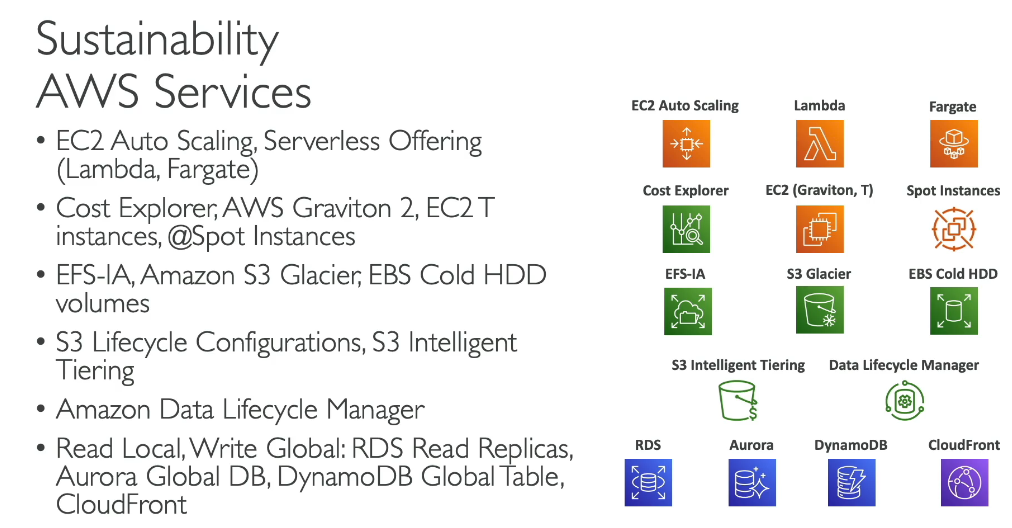 Sustainability
AWS Services
• EC2 Auto Scaling, Serverless Offering
(Lambda, Fargate)
• Cost Explorer, AWS Graviton 2, EC2 T
instances, @Spot Instances
• EFS-IA, Amazon S3 Glacier, EBS Cold HDD
volumes
• S3 Lifecycle Configurations, S3 Intelligent
Tiering
• Amazon Data Lifecycle Manager
• Read Local, Write Global: RDS Read Replicas,
Aurora Global DB, DynamoDB Global Table,
CloudFront
EC2 Auto Scaling Lambda Fargate
Cost Explorer EC2 (Graviton, T) Spot Instances
EFS-IA S3 Glacier EBS Cold HDD
S3 Intelligent Tiering Data Lifecycle Manager
RDS Aurora DynamoDB CloudFront